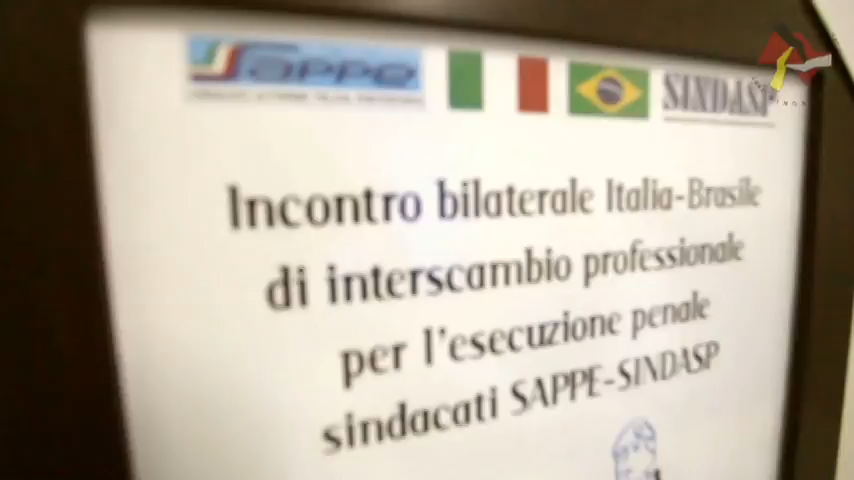 Sappe SINDASP
Incontro bilaterale Italia-Brasile
di interscambio professionale
per l'esecuzione penale
sindacati SAPPE-SINDASP